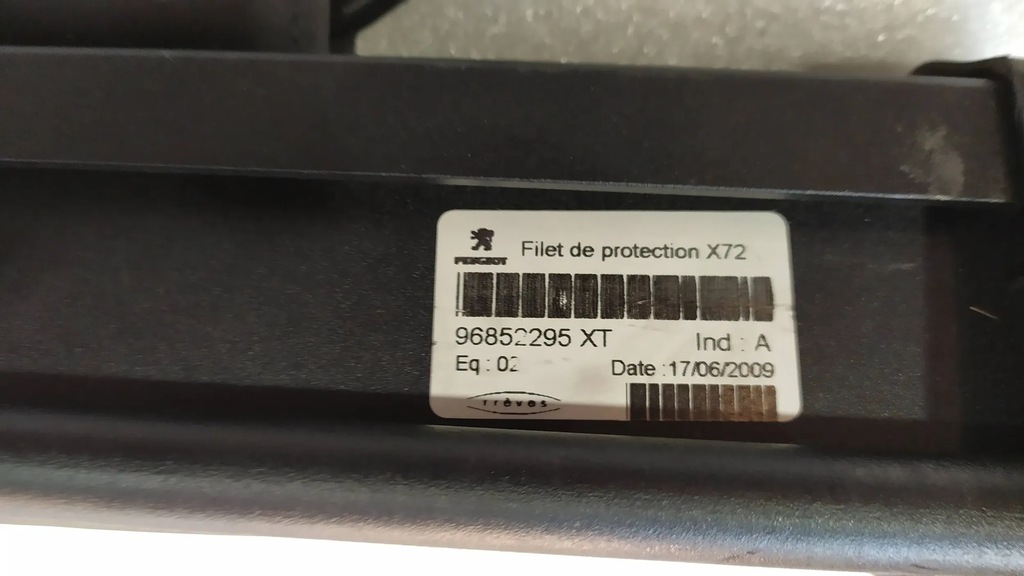 PEUGEOT
Filet de protection X72
96852295 XT
Ind : A
Eq : 02
Date :17/06/2009
Trèves